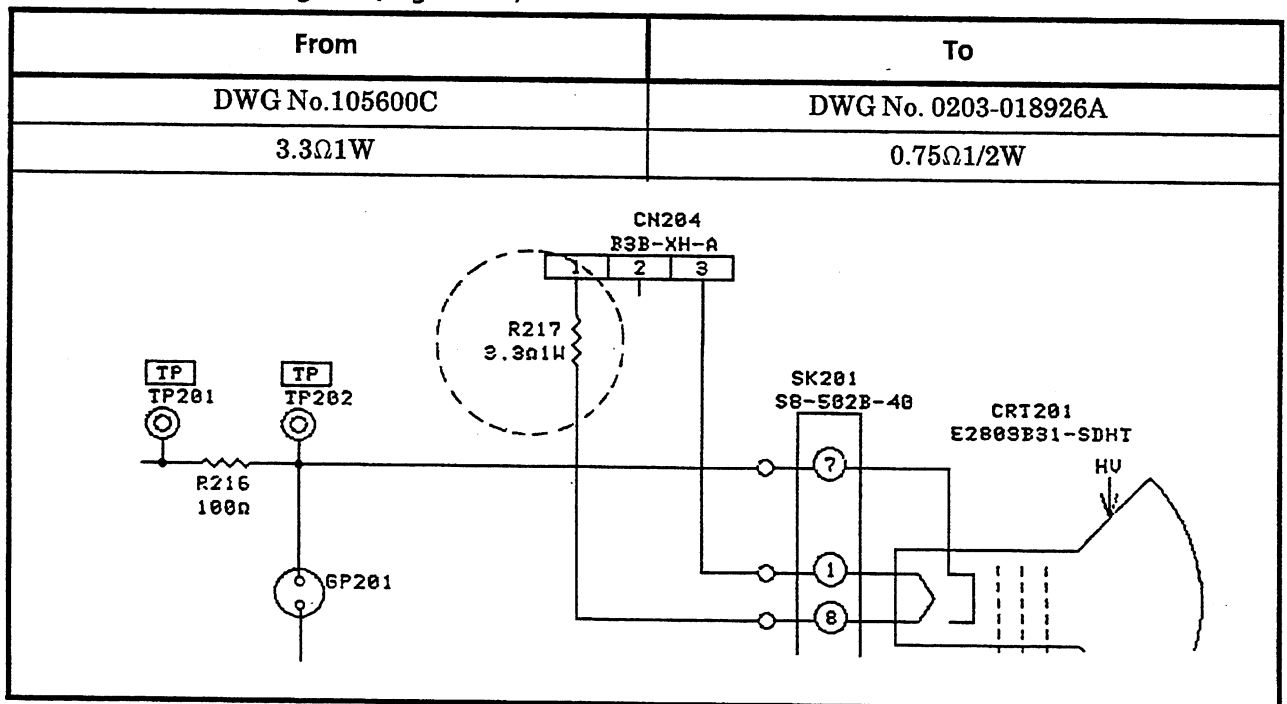 From
To
DWG No.105600C
DWG No. 0203-018926A
3.3Ω1W
0.75Ω1/2W
CN204
B3B-XH-A
1 2 3
R217
3.3Ω1W
TP
TP201
TP
TP202
SK201
S8-502B-40
CRT201
E2809B31-SDHT
HV
7
R216
100Ω
GP201
1
8